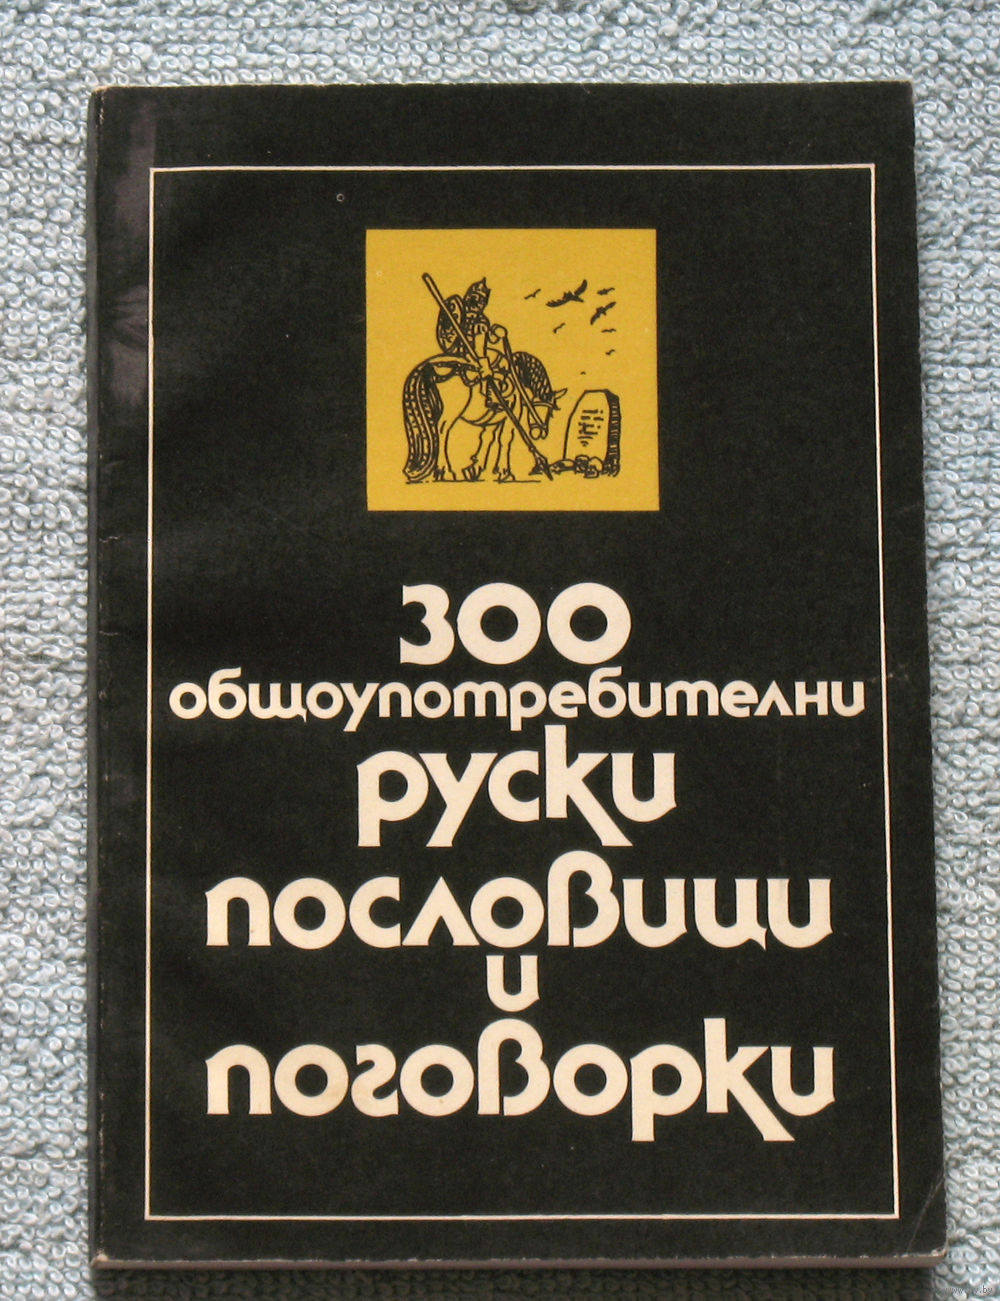 300
общоупотребителни
руски
пословици
и
поговорки